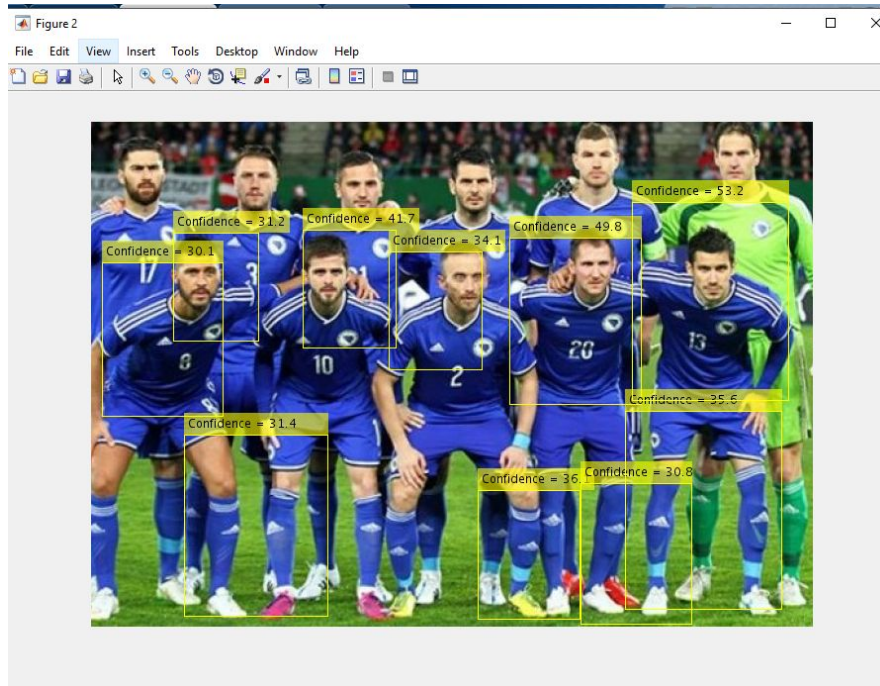 Figure 2
File Edit View Insert Tools Desktop Window Help
Confidence = 53.2
Confidence = 31.2
Confidence = 41.7
Confidence = 49.8
Confidence = 34.1
Confidence = 30.1
17
3
8
10
2
20
13
Confidence = 35.6
Confidence = 31.4
Confidence = 36.
Confidence = 30.8